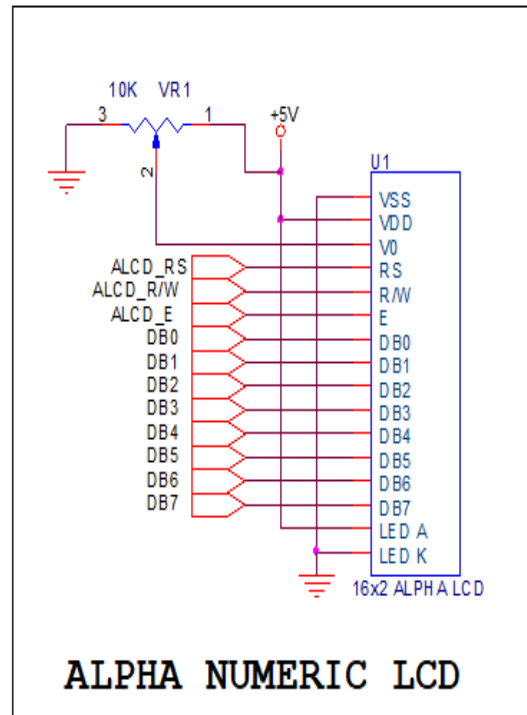 10K VR1
3 1
+5V
2
U1
VSS
VDD
V0
ALCD_RS RS
ALCD_R/W R/W
ALCD_E E
DB0 DB0
DB1 DB1
DB2 DB2
DB3 DB3
DB4 DB4
DB5 DB5
DB6 DB6
DB7 DB7
LED A
LED K
16x2 ALPHA LCD
ALPHA NUMERIC LCD